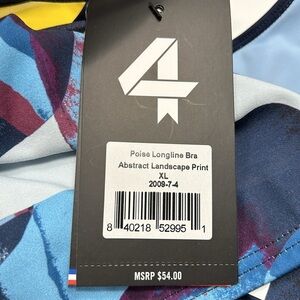 4
Poise Longline Bra
Abstract Landscape Print
XL
2009-7-4
8 40218 52995 1
MSRP $54.00